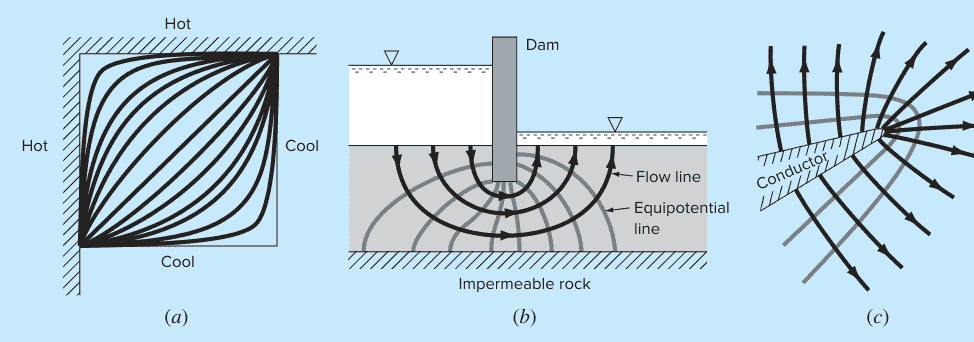 Hot
Hot
Cool
Cool
(a)
Dam
Flow line
Equipotential
line
Impermeable rock
(b)
Conductor
(c)